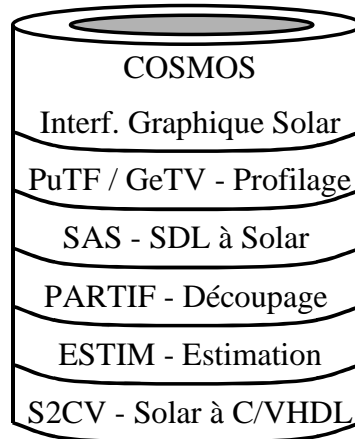 COSMOS
Interf. Graphique Solar
PuTF / GeTV - Profilage
SAS - SDL à Solar
PARTIF - Découpage
ESTIM - Estimation
S2CV - Solar à C/VHDL